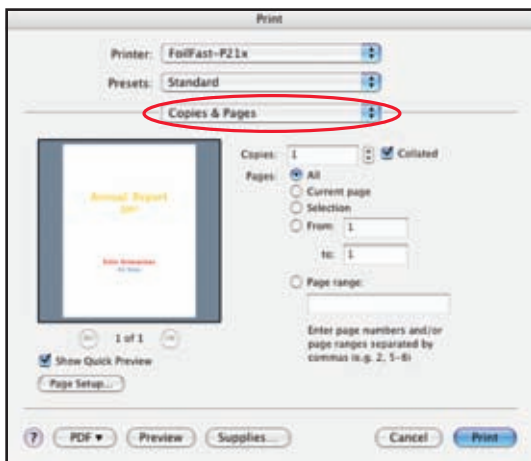 Print
Printer: FoilFast-P21x
Presets: Standard
Copies & Pages
Copies: 1 Collated
Pages: All
Current page
Selection
From: 1
to: 1
Page range:
Enter page numbers and/or
page ranges separated by
commas (e.g. 2, 5-8)
Annual Report
1 of 1
Show Quick Preview
Page Setup...
? PDF Preview Supplies... Cancel Print